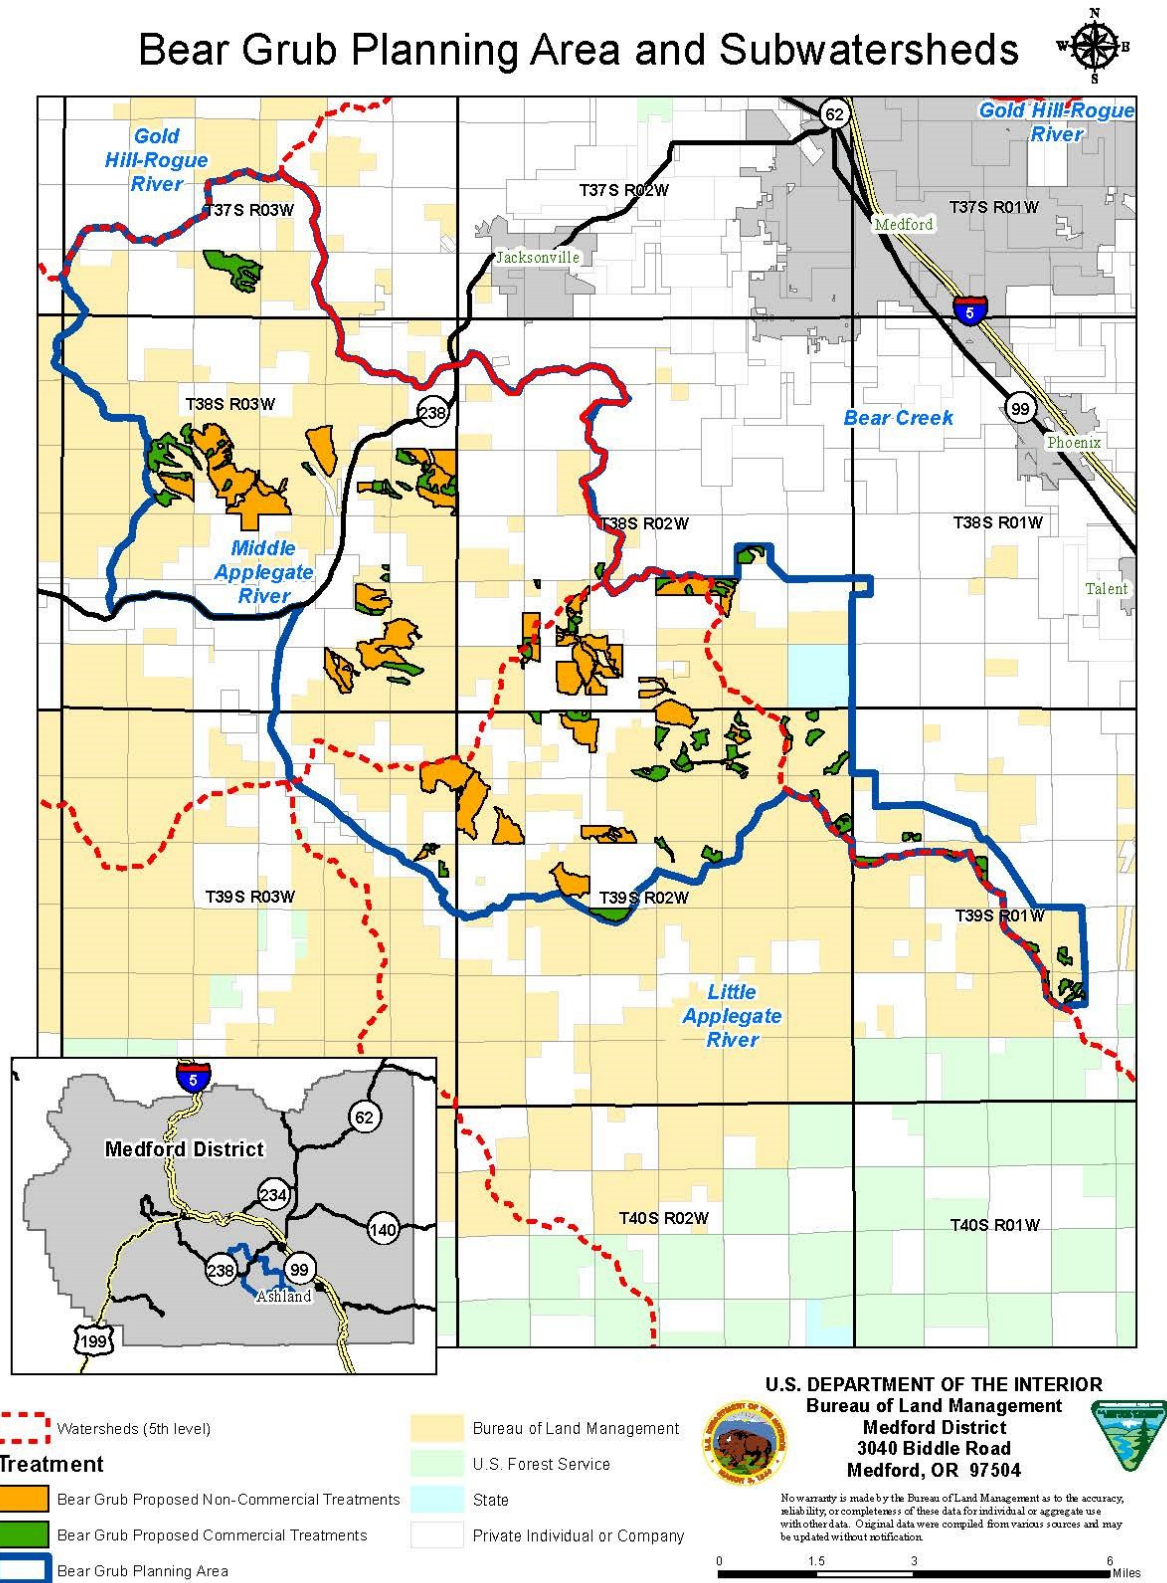 Bear Grub Planning Area and Subwatersheds
N
W
E
S
62
Gold Hill-Rogue
River
Gold
Hill-Rogue
River
T37S R02W
T37S R03W
T37S R01W
Medford
Jacksonville
5
T38S R03W
238
99
Bear Creek
Phoenix
T38S R02W
T38S R01W
Middle
Applegate
River
Talent
T39S R03W
T39S R02W
T39S R01W
Little
Applegate
River
5
62
Medford District
234
140
238
99
Ashland
199
T40S R02W
T40S R01W
Watersheds (5th level)
Treatment
Bear Grub Proposed Non-Commercial Treatments
Bear Grub Proposed Commercial Treatments
Bear Grub Planning Area
Bureau of Land Management
U.S. Forest Service
State
Private Individual or Company
U.S. DEPARTMENT OF THE INTERIOR
Bureau of Land Management
Medford District
3040 Biddle Road
Medford, OR 97504
No warranty is made by the Bureau of Land Management as to the accuracy,
reliability, or completeness of these data for individual or aggregate use
with other data. Original data were compiled from various sources and may
be updated without notification.
0 1.5 3 6
Miles